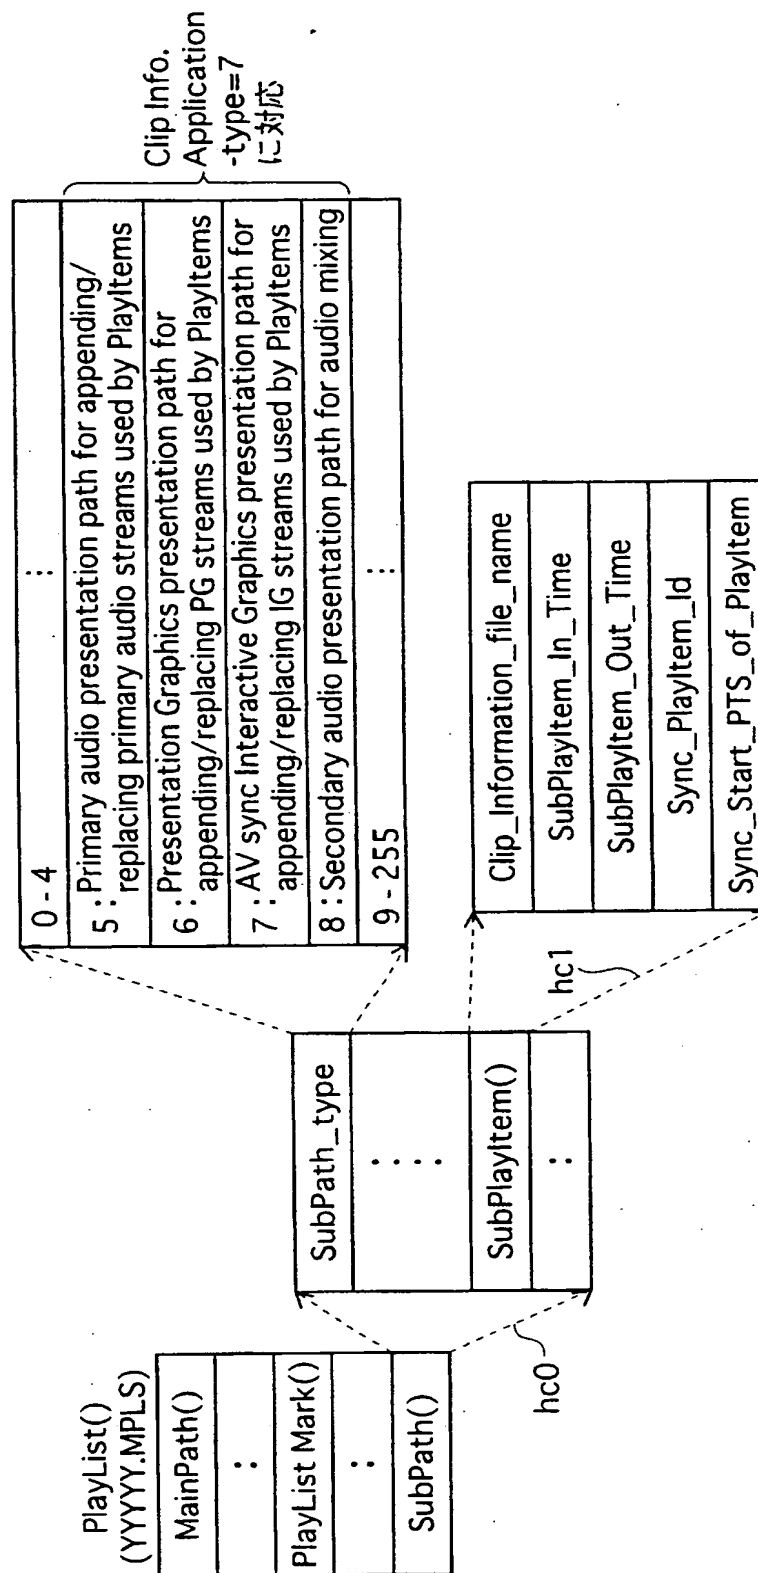 PlayList()
(YYYYY.MPLS)
MainPath()
:
PlayList Mark()
:
SubPath()
hc0
SubPath_type
....
SubPlayItem()
:
hc1
0 - 4
:
5 : Primary audio presentation path for appending/
replacing primary audio streams used by PlayItems
6 : Presentation Graphics presentation path for
appending/replacing PG streams used by PlayItems
7 : AV sync Interactive Graphics presentation path for
appending/replacing IG streams used by PlayItems
8 : Secondary audio presentation path for audio mixing
9 - 255
:
Clip Info.
Application
-type=7
に対応
Clip_Information_file_name
SubPlayItem_In_Time
SubPlayItem_Out_Time
Sync_PlayItem_Id
Sync_Start_PTS_of_PlayItem